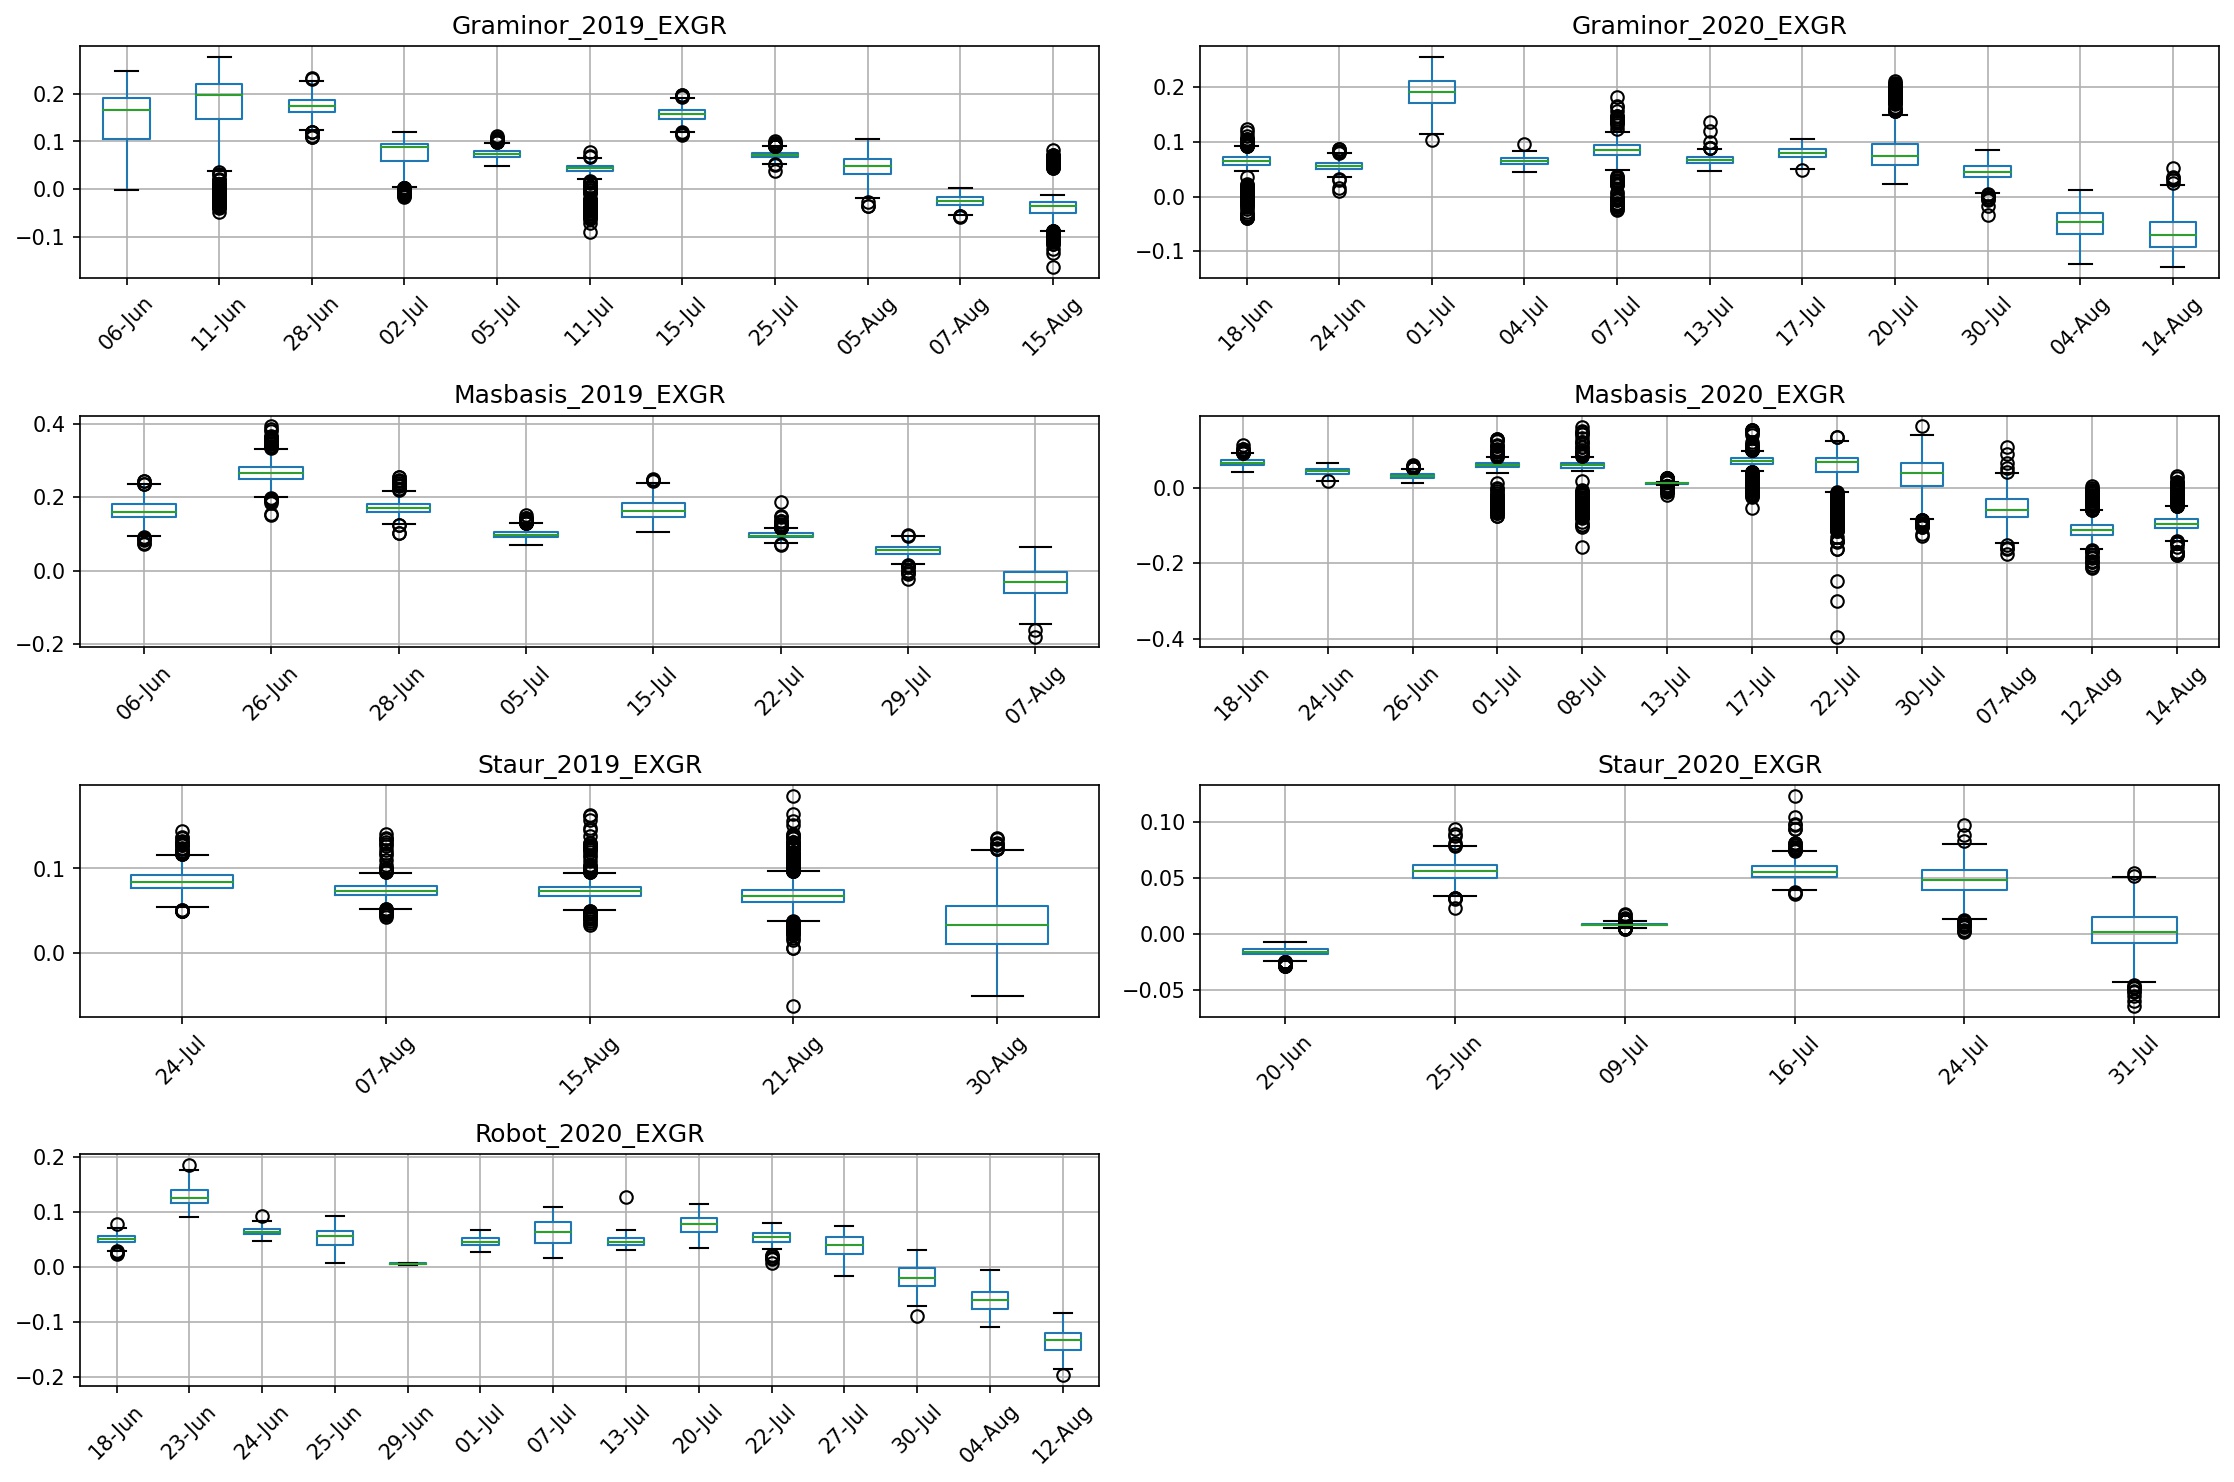 Graminor_2019_EXGR
0.2
0.1
0.0
−0.1
06-Jun 11-Jun 28-Jun 02-Jul 05-Jul 11-Jul 15-Jul 25-Jul 05-Aug 07-Aug 15-Aug
Graminor_2020_EXGR
0.2
0.1
0.0
−0.1
18-Jun 24-Jun 01-Jul 04-Jul 07-Jul 13-Jul 17-Jul 20-Jul 30-Jul 04-Aug 14-Aug
Masbasis_2019_EXGR
0.4
0.2
0.0
−0.2
06-Jun 26-Jun 28-Jun 05-Jul 15-Jul 22-Jul 29-Jul 07-Aug
Masbasis_2020_EXGR
0.0
−0.2
−0.4
18-Jun 24-Jun 26-Jun 01-Jul 08-Jul 13-Jul 17-Jul 22-Jul 30-Jul 07-Aug 12-Aug 14-Aug
Staur_2019_EXGR
0.1
0.0
24-Jul 07-Aug 15-Aug 21-Aug 30-Aug
Staur_2020_EXGR
0.10
0.05
0.00
−0.05
20-Jun 25-Jun 09-Jul 16-Jul 24-Jul 31-Jul
Robot_2020_EXGR
0.2
0.1
0.0
−0.1
−0.2
18-Jun 23-Jun 24-Jun 25-Jun 29-Jun 01-Jul 07-Jul 13-Jul 20-Jul 22-Jul 27-Jul 30-Jul 04-Aug 12-Aug